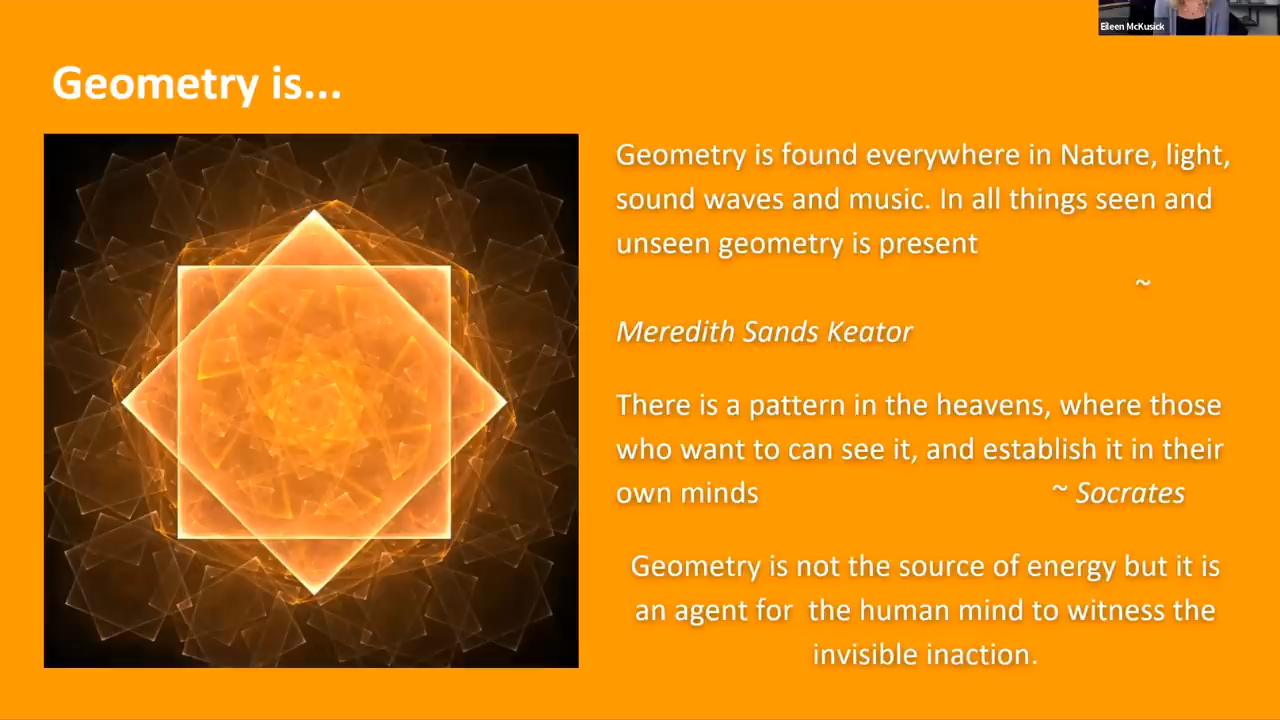 Eileen McKusick
Geometry is...
Geometry is found everywhere in Nature, light,
sound waves and music. In all things seen and
unseen geometry is present
~
Meredith Sands Keator
There is a pattern in the heavens, where those
who want to can see it, and establish it in their
own minds ~ Socrates
Geometry is not the source of energy but it is
an agent for the human mind to witness the
invisible inaction.